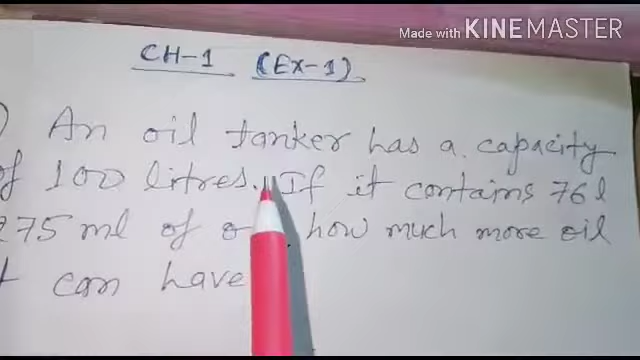 Made with KINEMASTER
CH-1 (Ex-1)
) An oil tanker has a capacity
of 100 litres. If it contains 76 l
275 ml of o how much more oil
t can have